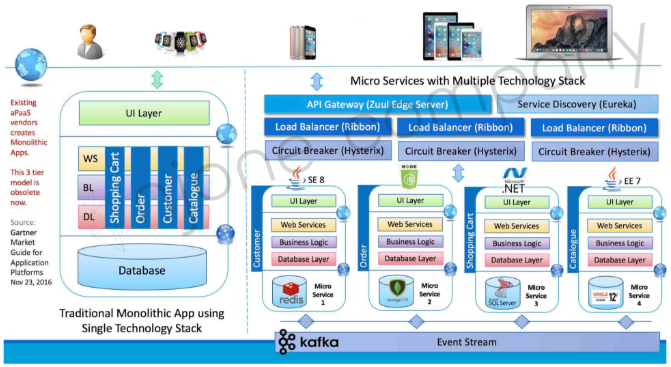 Micro Services with Multiple Technology Stack
API Gateway (Zuul Edge Server)
Service Discovery (Eureka)
Load Balancer (Ribbon)
Load Balancer (Ribbon)
Load Balancer (Ribbon)
Circuit Breaker (Hysterix)
Circuit Breaker (Hysterix)
Circuit Breaker (Hysterix)
Existing
aPaaS
vendors
creates
Monolithic
Apps.
This 3 tier
model is
obsolete
now.
Source:
Gartner
Market
Guide for
Application
Platforms
Nov 23, 2016
UI Layer
WS
BL
DL
Shopping Cart
Order
Customer
Catalogue
Database
Traditional Monolithic App using
Single Technology Stack
SE 8
Customer
UI Layer
Web Services
Business Logic
Database Layer
redis
Micro
Service
1
NODE
Order
UI Layer
Web Services
Business Logic
Database Layer
Micro
Service
2
Microsoft
.NET
Shopping Cart
UI Layer
Web Services
Business Logic
Database Layer
SQL Server
Micro
Service
3
EE 7
Catalogue
UI Layer
Web Services
Business Logic
Database Layer
ORACLE
12
Micro
Service
4
kafka
Event Stream
company